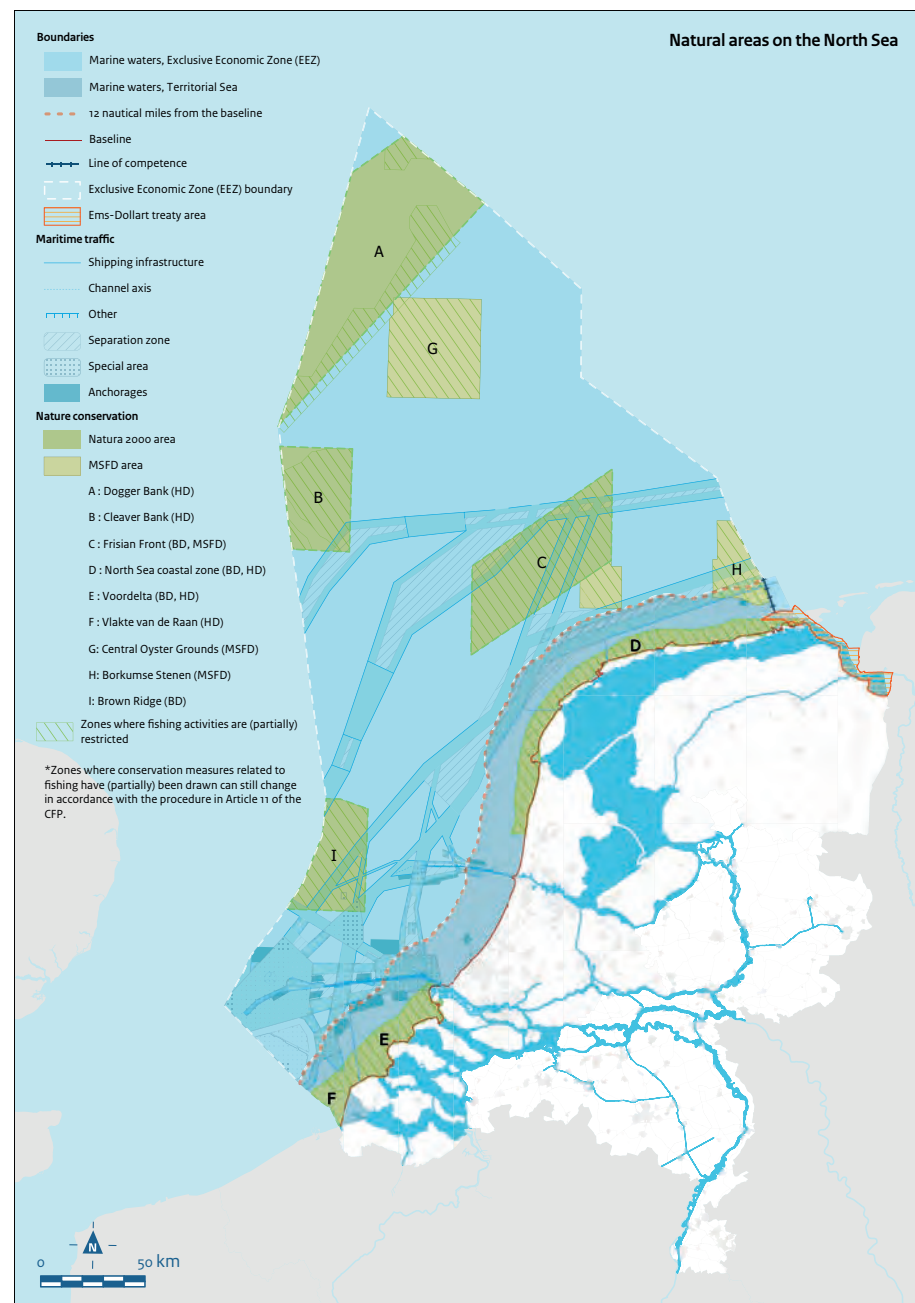 Natural areas on the North Sea
Boundaries
Marine waters, Exclusive Economic Zone (EEZ)
Marine waters, Territorial Sea
12 nautical miles from the baseline
Baseline
Line of competence
Exclusive Economic Zone (EEZ) boundary
Ems-Dollart treaty area
Maritime traffic
Shipping infrastructure
Channel axis
Other
Separation zone
Special area
Anchorages
Nature conservation
Natura 2000 area
MSFD area
A : Dogger Bank (HD)
B : Cleaver Bank (HD)
C : Frisian Front (BD, MSFD)
D : North Sea coastal zone (BD, HD)
E : Voordelta (BD, HD)
F : Vlakte van de Raan (HD)
G: Central Oyster Grounds (MSFD)
H: Borkumse Stenen (MSFD)
I: Brown Ridge (BD)
Zones where fishing activities are (partially)
restricted
*Zones where conservation measures related to
fishing have (partially) been drawn can still change
in accordance with the procedure in Article 11 of the
CFP.
A
G
B
C
H
D
I
E
F
N
0 50 km